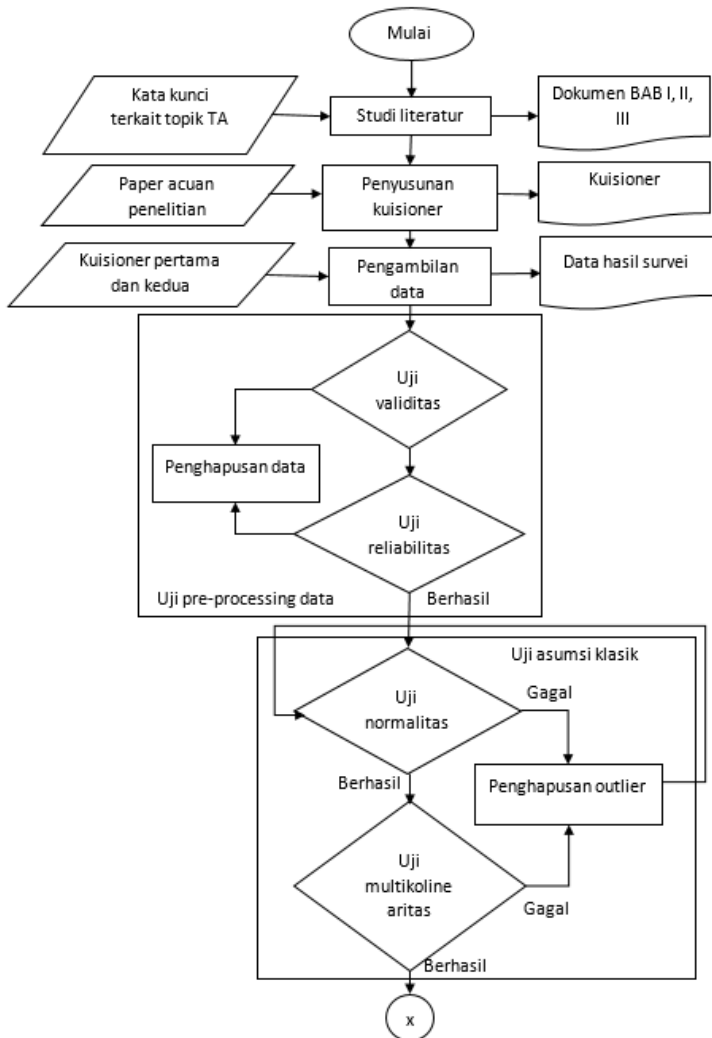 Mulai
Kata kunci
terkait topik TA
Studi literatur
Dokumen BAB I, II,
III
Paper acuan
penelitian
Penyusunan
kuisioner
Kuisioner
Kuisioner pertama
dan kedua
Pengambilan
data
Data hasil survei
Uji
validitas
Penghapusan data
Uji
reliabilitas
Uji pre-processing data
Berhasil
Uji asumsi klasik
Uji
normalitas
Gagal
Berhasil
Penghapusan outlier
Uji
multikoline
aritas
Gagal
Berhasil
x